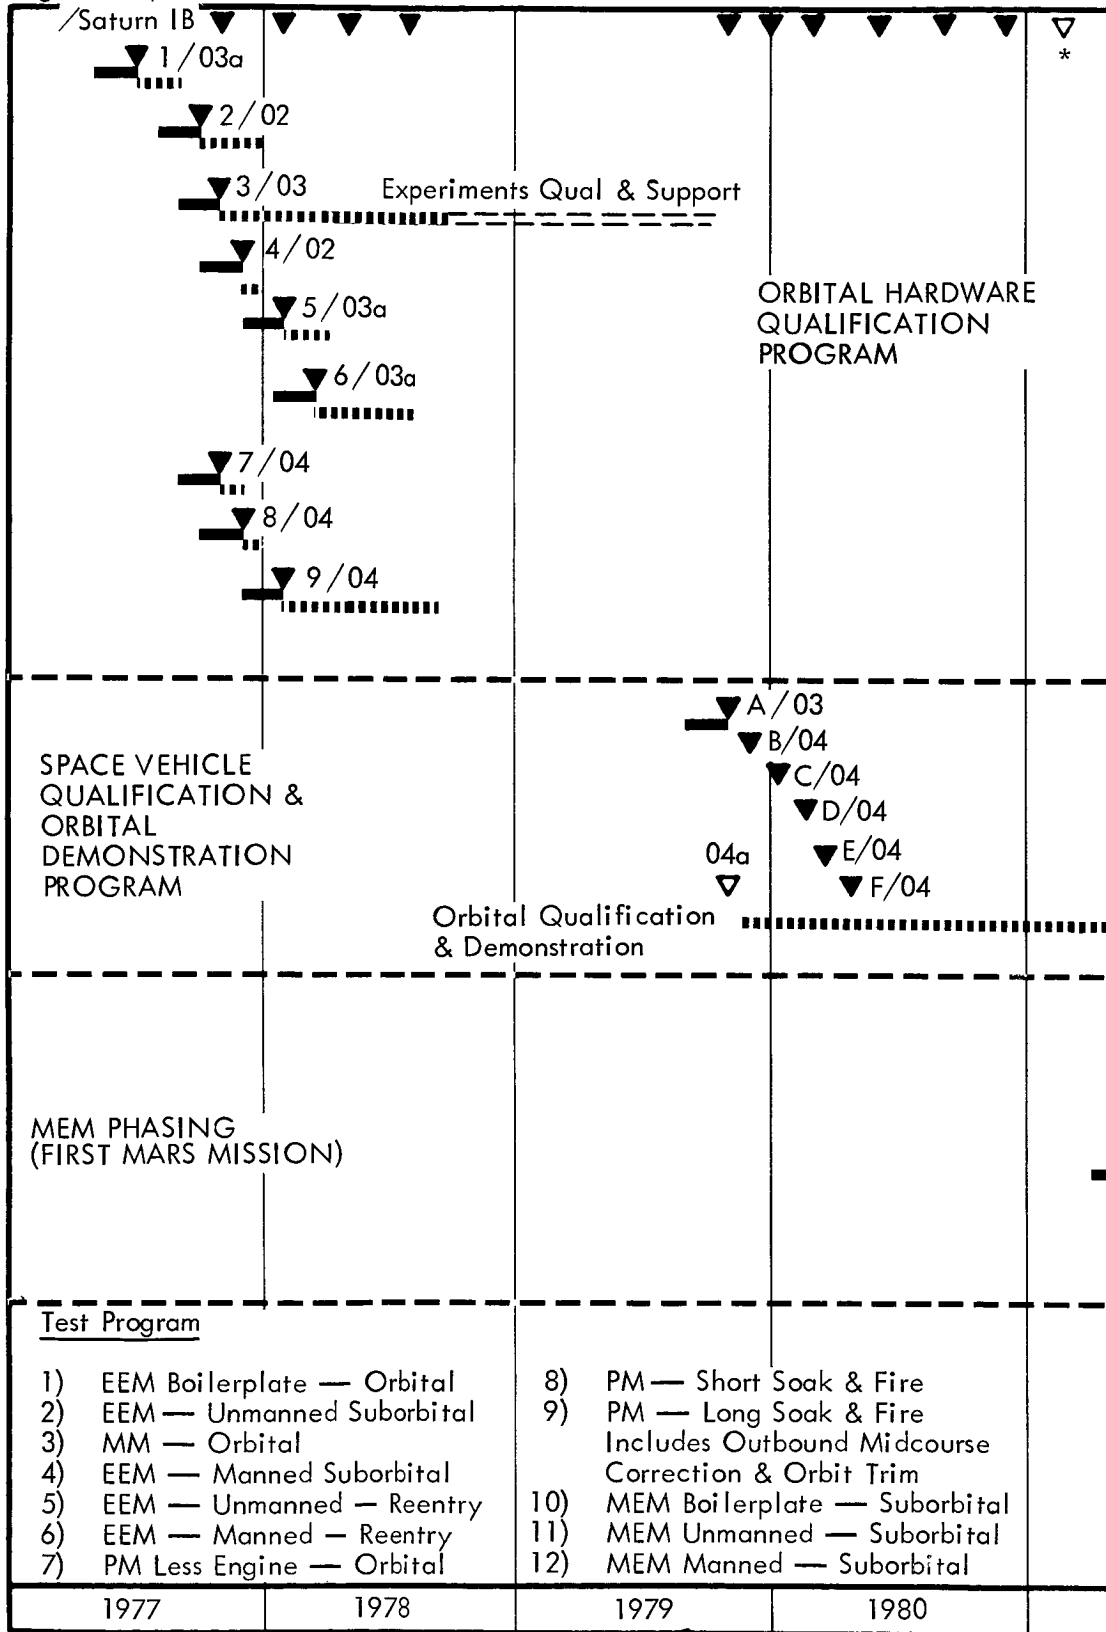 /Saturn IB
*
1/03a
2/02
3/03
Experiments Qual & Support
4/02
5/03a
6/03a
ORBITAL HARDWARE
QUALIFICATION
PROGRAM
7/04
8/04
9/04
A/03
B/04
C/04
D/04
E/04
F/04
04a
SPACE VEHICLE
QUALIFICATION &
ORBITAL
DEMONSTRATION
PROGRAM
Orbital Qualification
& Demonstration
MEM PHASING
(FIRST MARS MISSION)
Test Program
1) EEM Boilerplate — Orbital
2) EEM — Unmanned Suborbital
3) MM — Orbital
4) EEM — Manned Suborbital
5) EEM — Unmanned — Reentry
6) EEM — Manned — Reentry
7) PM Less Engine — Orbital
8) PM — Short Soak & Fire
9) PM — Long Soak & Fire
Includes Outbound Midcourse
Correction & Orbit Trim
10) MEM Boilerplate — Suborbital
11) MEM Unmanned — Suborbital
12) MEM Manned — Suborbital
1977 1978 1979 1980